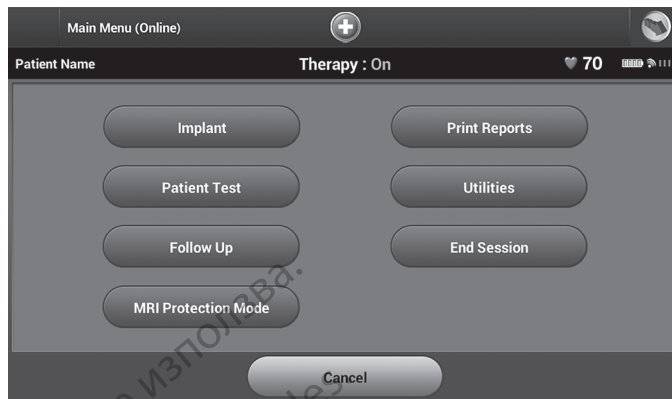 Main Menu (Online)
Patient Name Therapy : On 70
Implant Print Reports
Patient Test Utilities
Follow Up End Session
MRI Protection Mode
Cancel
използва.